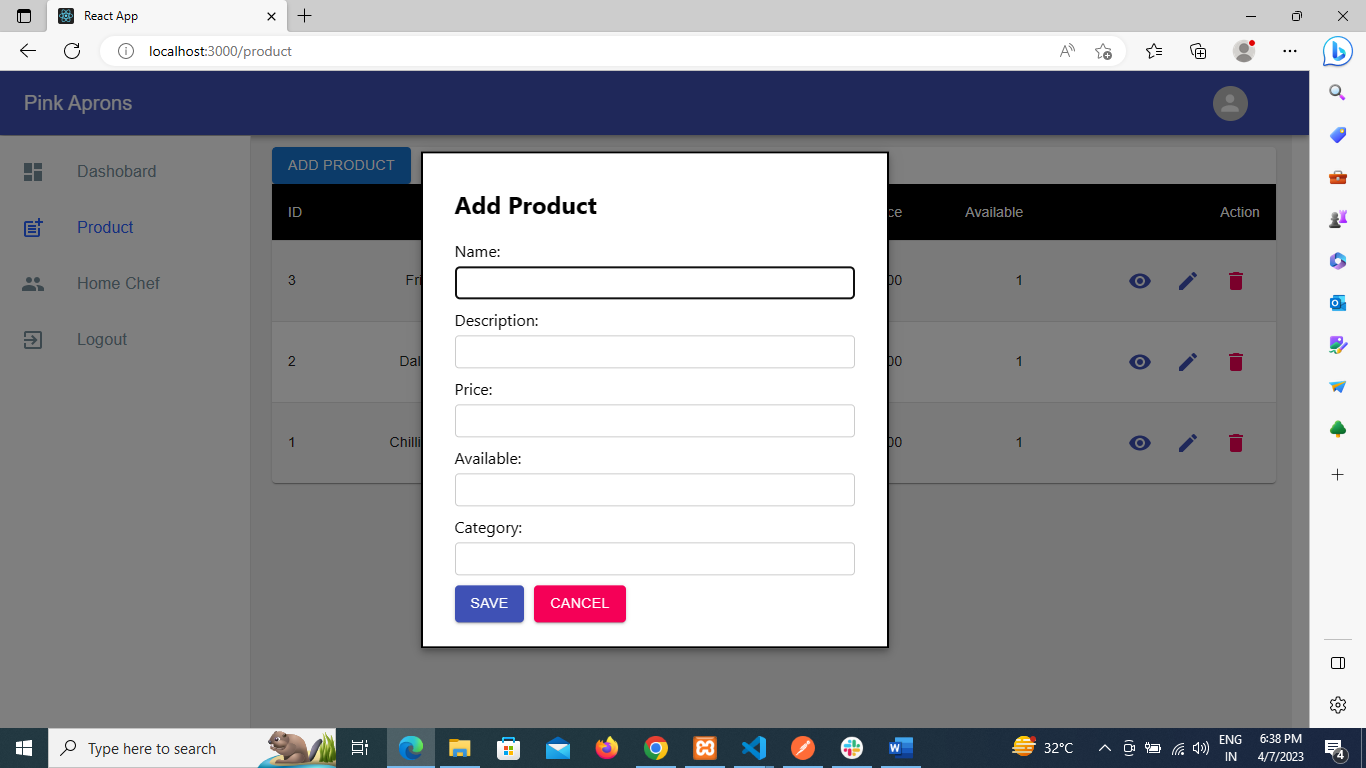 React App
localhost:3000/product
Pink Aprons
Dashobard
Product
Home Chef
Logout
ADD PRODUCT
ID
ce
Available
Action
3
Fri
00
1
2
Dal
00
1
1
Chilli
00
1
Add Product
Name:
Description:
Price:
Available:
Category:
SAVE
CANCEL
Type here to search
32°C
ENG
IN
6:38 PM
4/7/2023
4